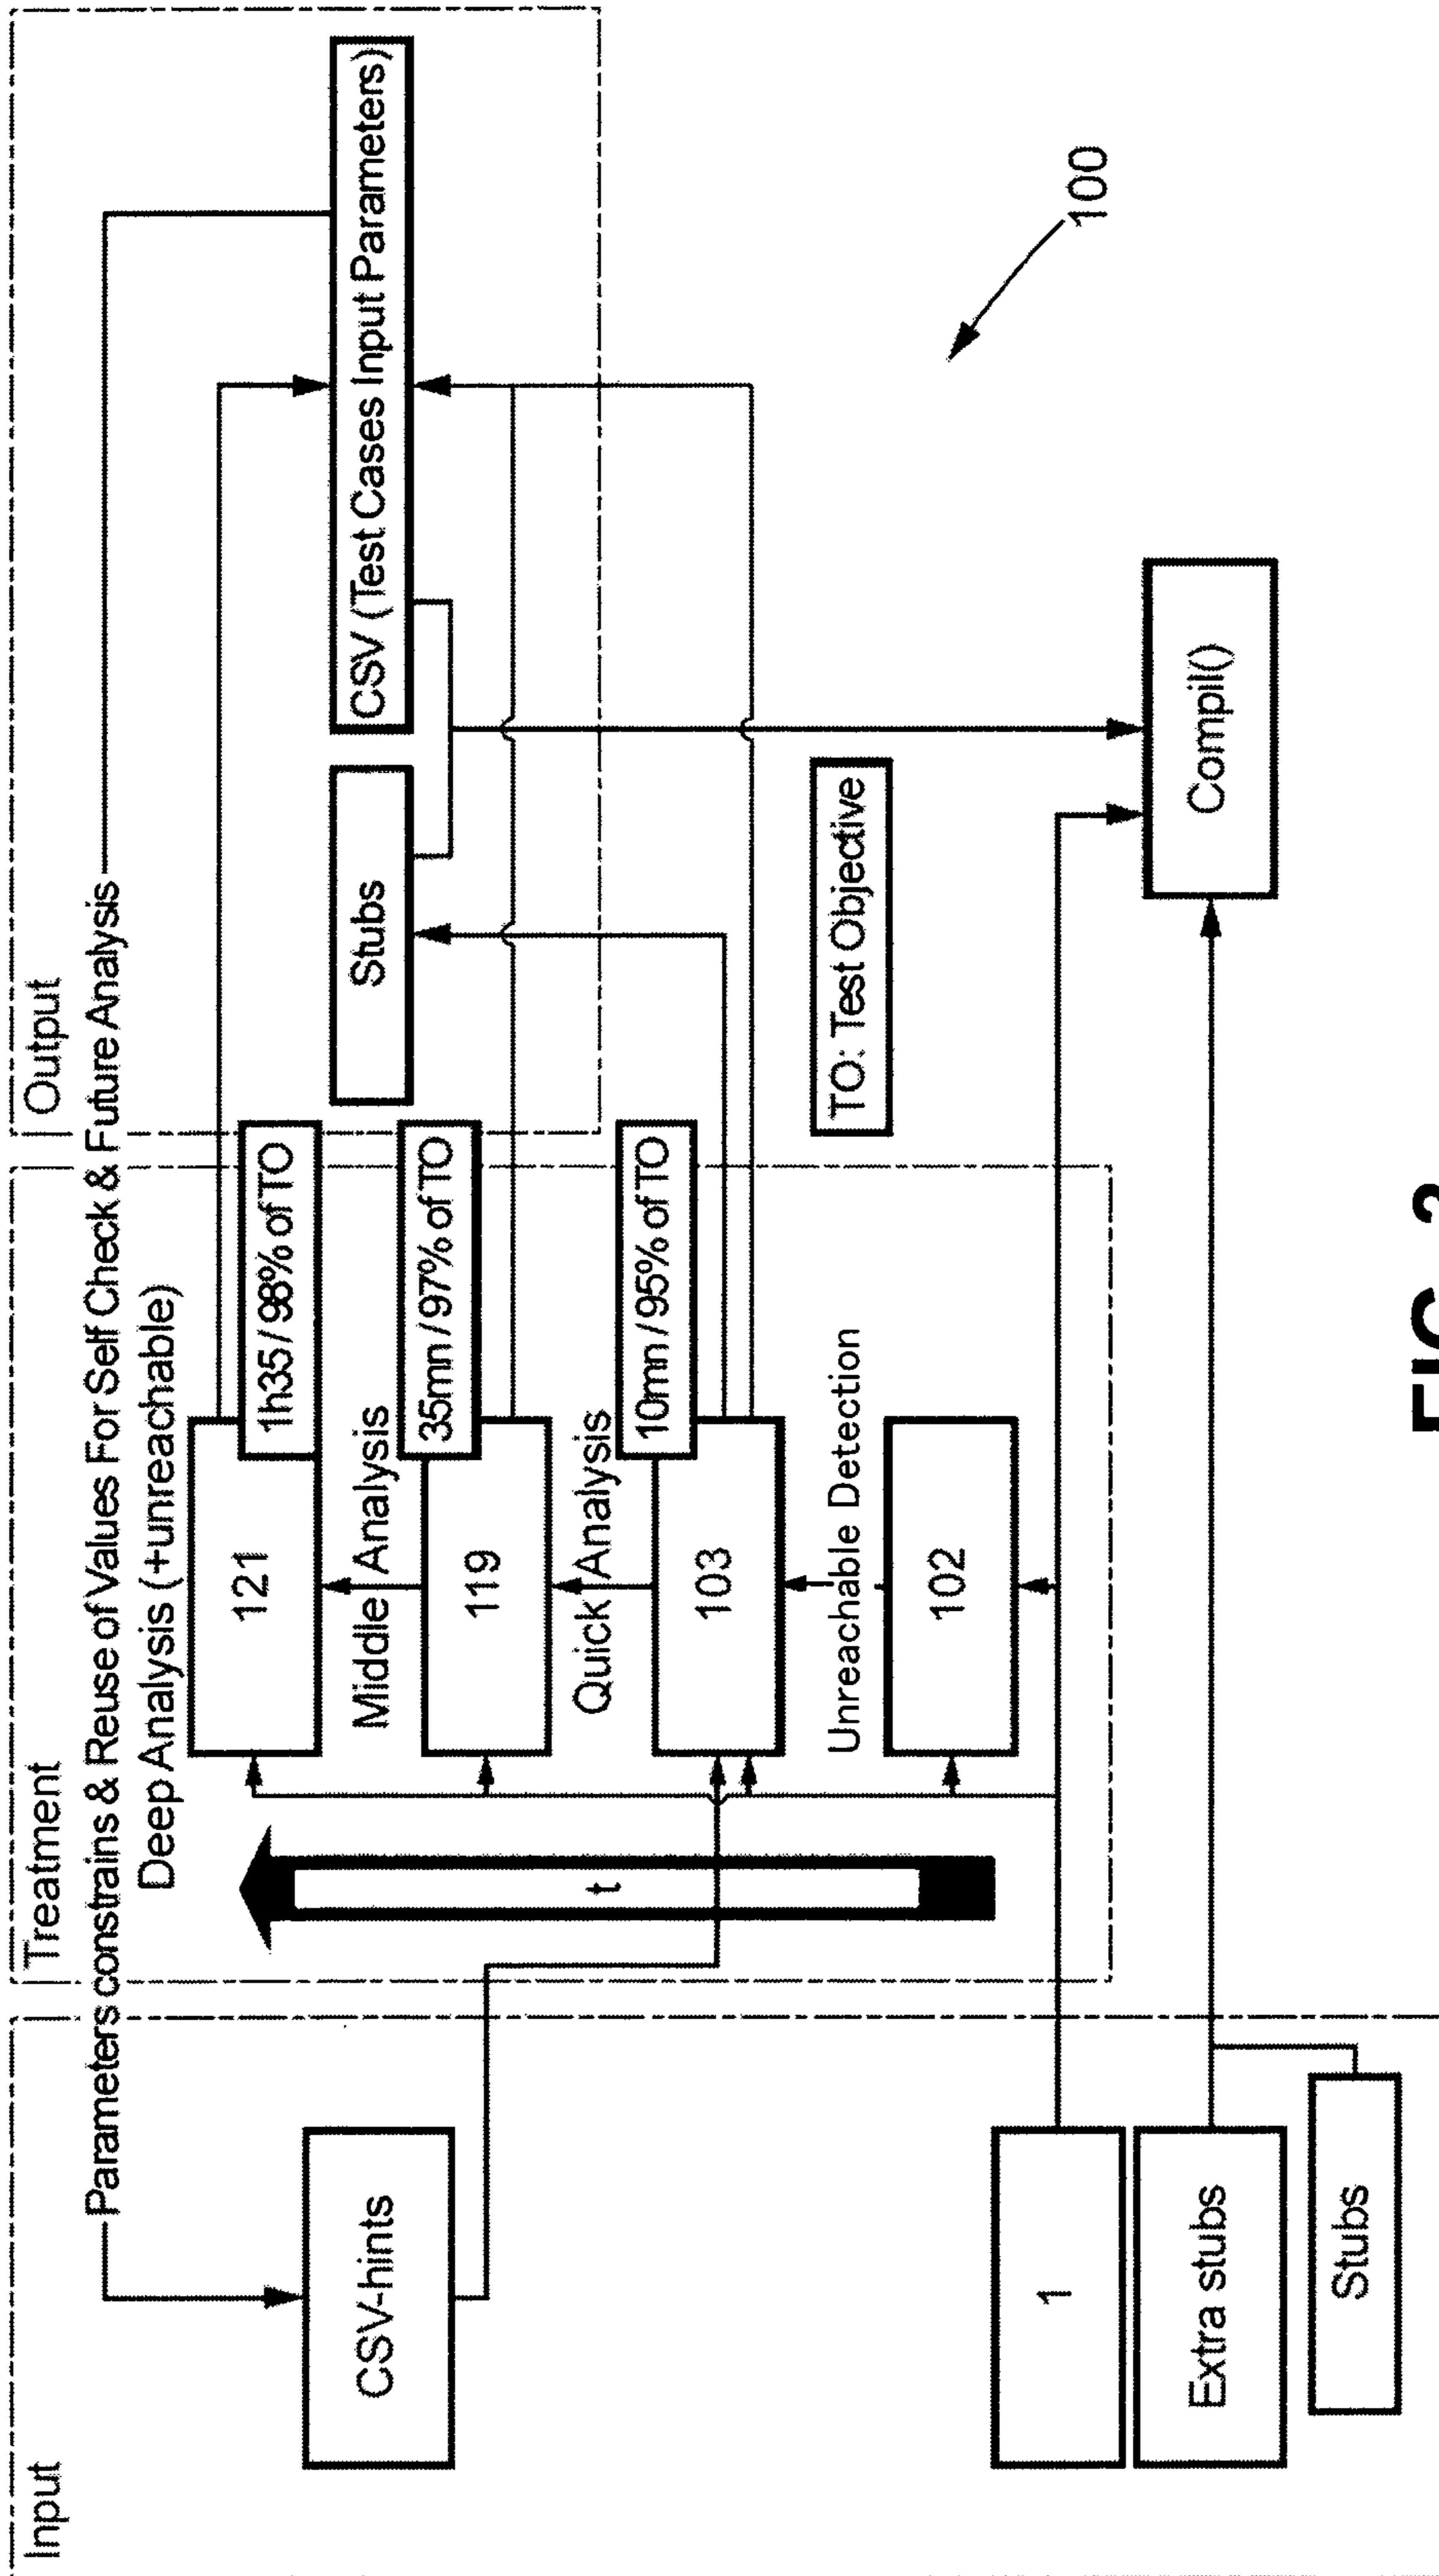 Input
Treatment
Output
Parameters constrains & Reuse of Values For Self Check & Future Analysis
Deep Analysis (+unreachable)
CSV-hints
t
121
1h35 / 98% of TO
Middle Analysis
119
35mn / 97% of TO
Quick Analysis
103
10mn / 95% of TO
Unreachable Detection
102
Stubs
CSV (Test Cases Input Parameters)
TO: Test Objective
100
1
Extra stubs
Stubs
Compil()